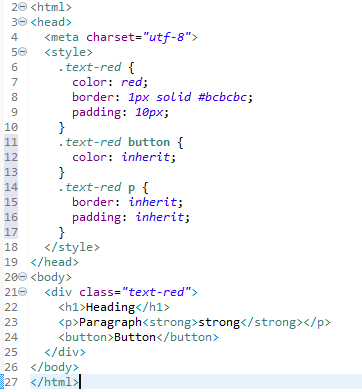 2 <html>
3 <head>
4 <meta charset="utf-8">
5 <style>
6 .text-red {
7 color: red;
8 border: 1px solid #bcbcbc;
9 padding: 10px;
10 }
11 .text-red button {
12 color: inherit;
13 }
14 .text-red p {
15 border: inherit;
16 padding: inherit;
17 }
18 </style>
19 </head>
20 <body>
21 <div class="text-red">
22 <h1>Heading</h1>
23 <p>Paragraph<strong>strong</strong></p>
24 <button>Button</button>
25 </div>
26 </body>
27 </html>